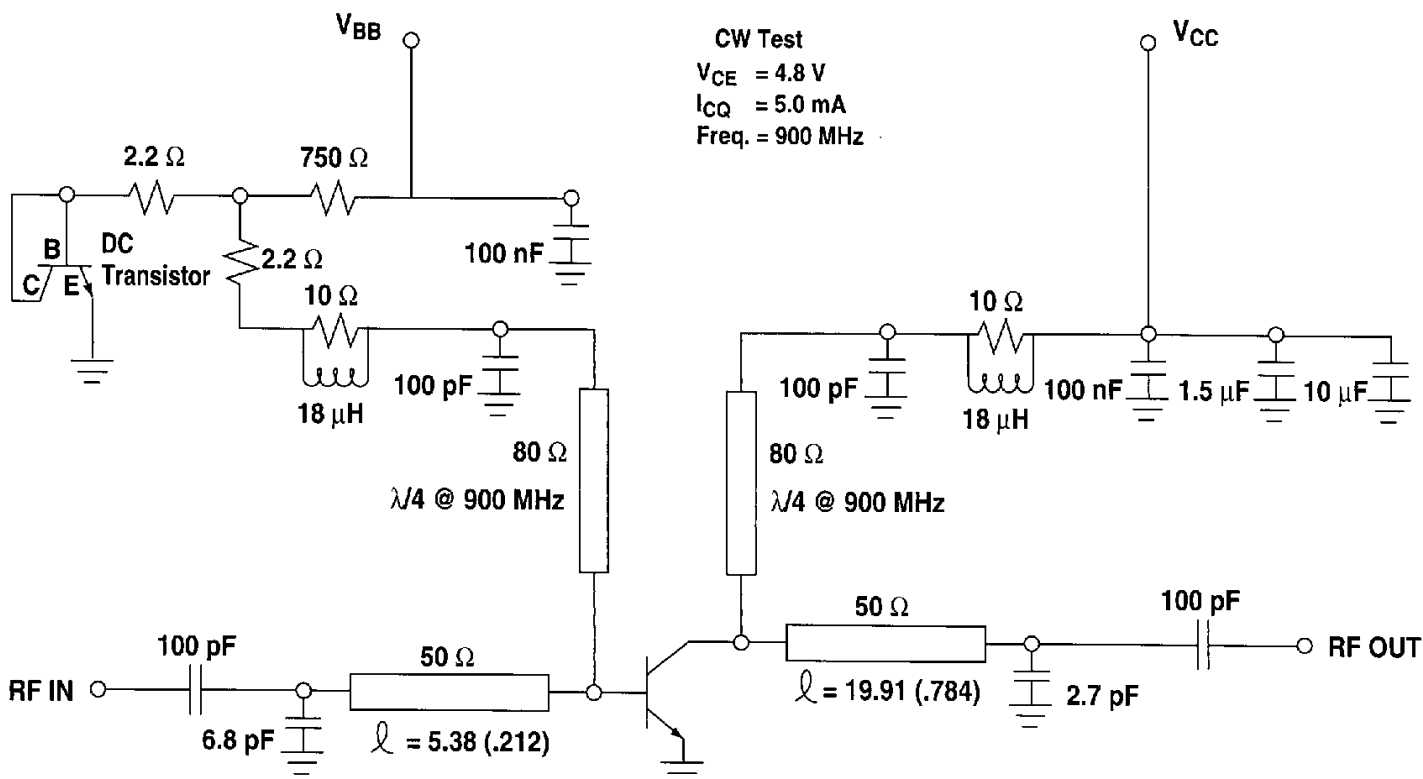 V_BB
CW Test
V_CE = 4.8 V
I_CQ = 5.0 mA
Freq. = 900 MHz
V_CC
2.2 Ω
750 Ω
100 nF
B
C
E
DC
Transistor
2.2 Ω
10 Ω
18 μH
100 pF
80 Ω
λ/4 @ 900 MHz
100 pF
10 Ω
18 μH
100 nF
1.5 μF
10 μF
80 Ω
λ/4 @ 900 MHz
RF IN
100 pF
6.8 pF
50 Ω
ℓ = 5.38 (.212)
50 Ω
ℓ = 19.91 (.784)
2.7 pF
100 pF
RF OUT